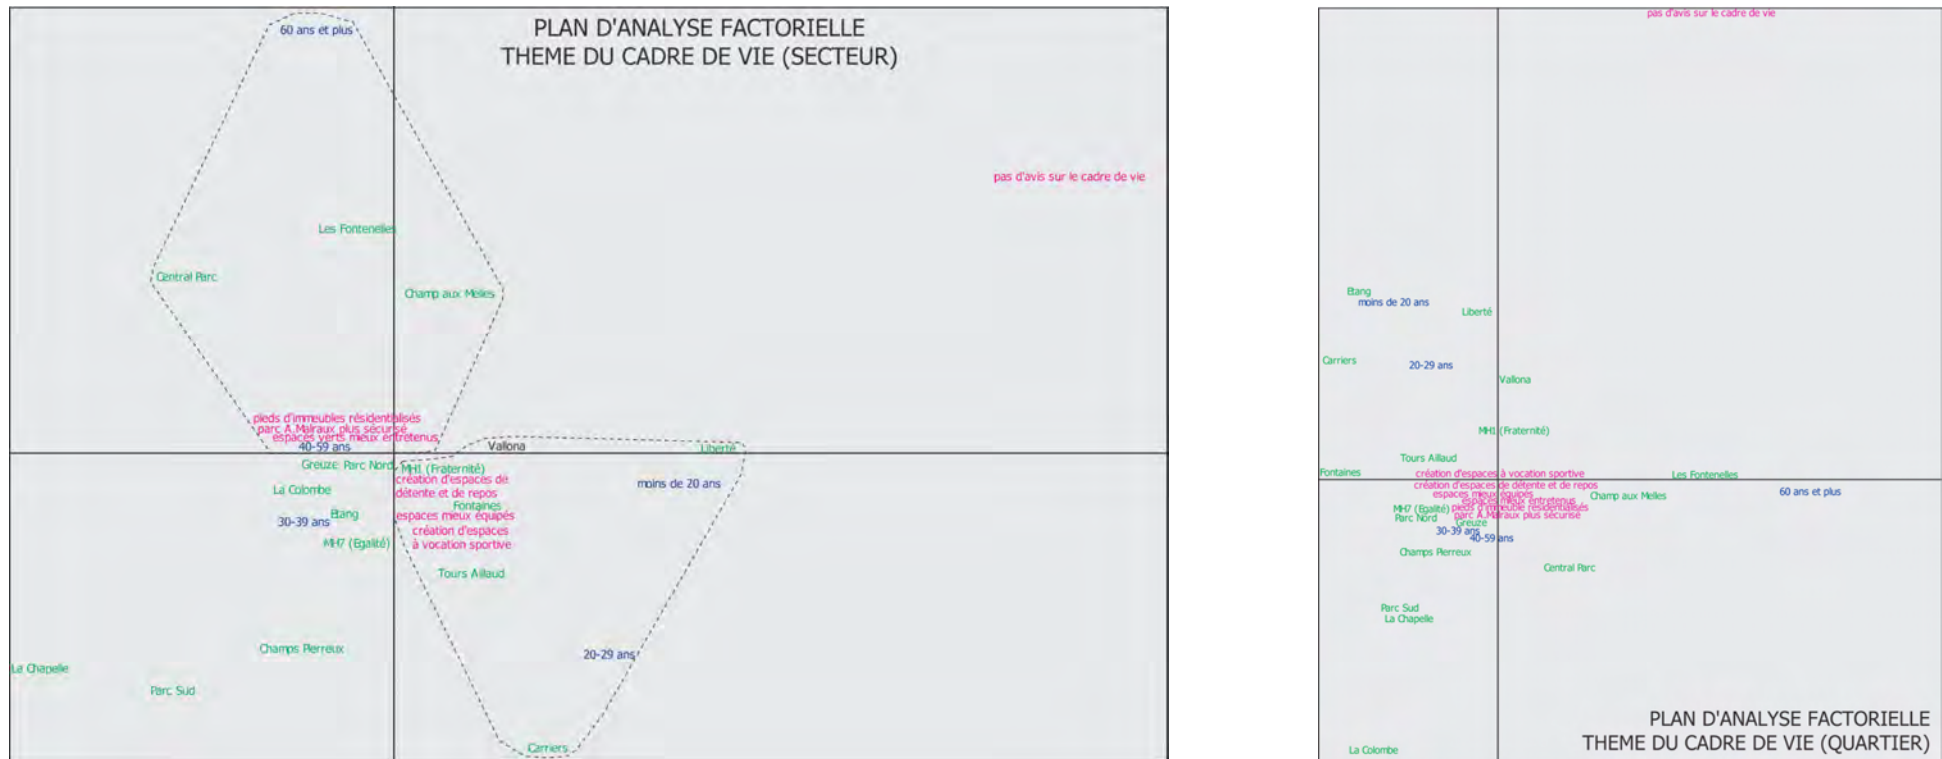 PLAN D'ANALYSE FACTORIELLE
THEME DU CADRE DE VIE (SECTEUR)
60 ans et plus
pas d'avis sur le cadre de vie
Les Fontenelles
Central Parc
Champ aux Melles
pieds d'immeubles résidentialisés
parc A.Malraux plus sécurisé
espaces verts mieux entretenus
40-59 ans
Vallona
Liberté
Greuze
Parc Nord
MH1 (Fraternité)
La Colombe
création d'espaces de
détente et de repos
moins de 20 ans
Fontaines
Etang
30-39 ans
espaces mieux équipés
création d'espaces
à vocation sportive
MH7 (Egalité)
Tours Aillaud
Champs Pierreux
20-29 ans
La Chapelle
Parc Sud
Carriers
pas d'avis sur le cadre de vie
Etang
moins de 20 ans
Liberté
Carriers
20-29 ans
Vallona
MH1 (Fraternité)
Tours Aillaud
Fontaines
création d'espaces à vocation sportive
Les Fontenelles
création d'espaces de détente et de repos
espaces mieux équipés
Champ aux Melles
60 ans et plus
espaces mieux entretenus
MH7 (Egalité)
pieds d'immeuble résidentialisés
Parc Nord
parc A.Malraux plus sécurisé
Greuze
30-39 ans
40-59 ans
Champs Pierreux
Central Parc
Parc Sud
La Chapelle
PLAN D'ANALYSE FACTORIELLE
THEME DU CADRE DE VIE (QUARTIER)
La Colombe